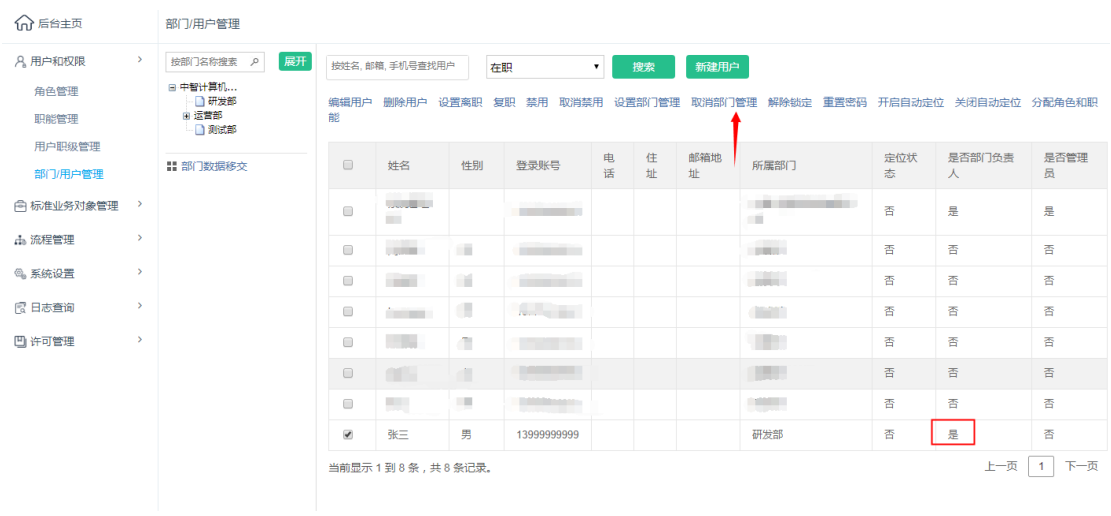 后台主页
部门/用户管理
用户和权限
角色管理
职能管理
用户职级管理
部门/用户管理
标准业务对象管理
流程管理
系统设置
日志查询
许可管理
按部门名称搜索 展开
中智计算机...
研发部
运营部
测试部
部门数据移交
按姓名, 邮箱, 手机号查找用户 在职 搜索 新建用户
编辑用户 删除用户 设置离职 复职 禁用 取消禁用 设置部门管理 取消部门管理 解除锁定 重置密码 开启自动定位 关闭自动定位 分配角色和职
能
姓名 性别 登录账号 电话 住址 邮箱地址 所属部门 定位状态 是否部门负责人 是否管理员
否 是 是
否 否 否
否 否 否
否 否 否
否 否 否
否 否 否
否 否 否
张三 男 13999999999 研发部 否 是 否
当前显示 1 到 8 条，共 8 条记录。
上一页 1 下一页